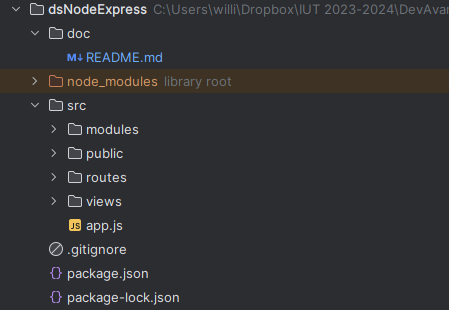 dsNodeExpress C:\Users\willi\Dropbox\IUT 2023-2024\DevAvan
doc
M↓ README.md
node_modules library root
src
modules
public
routes
views
JS app.js
.gitignore
{} package.json
{} package-lock.json